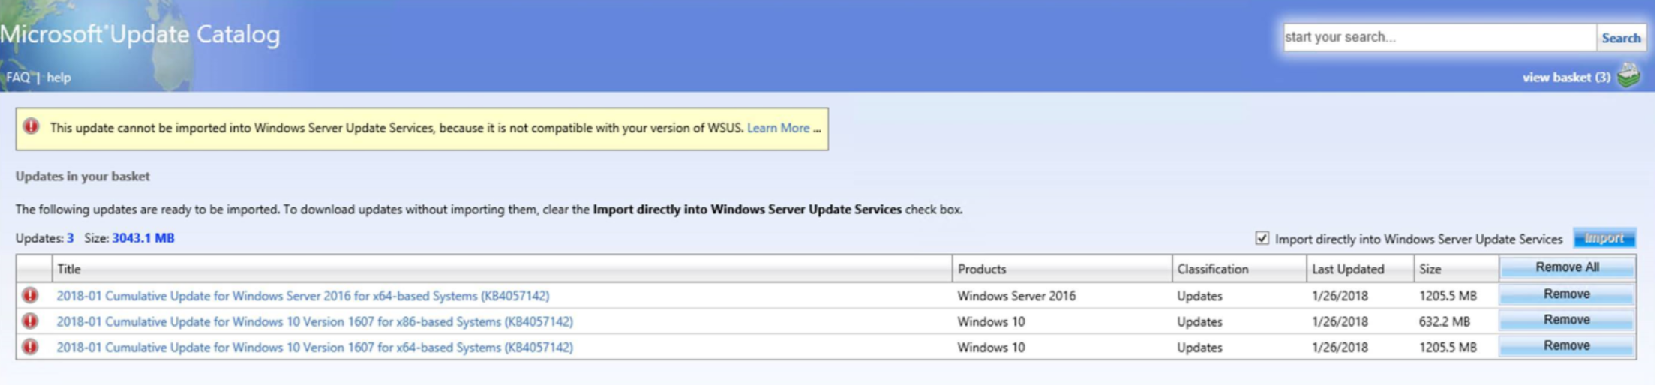 Microsoft Update Catalog
start your search...
Search
FAQ | help
view basket (3)
This update cannot be imported into Windows Server Update Services, because it is not compatible with your version of WSUS. Learn More ...
Updates in your basket
The following updates are ready to be imported. To download updates without importing them, clear the Import directly into Windows Server Update Services check box.
Updates: 3 Size: 3043.1 MB
Import directly into Windows Server Update Services Import
Title Products Classification Last Updated Size Remove All
2018-01 Cumulative Update for Windows Server 2016 for x64-based Systems (KB4057142) Windows Server 2016 Updates 1/26/2018 1205.5 MB Remove
2018-01 Cumulative Update for Windows 10 Version 1607 for x86-based Systems (KB4057142) Windows 10 Updates 1/26/2018 632.2 MB Remove
2018-01 Cumulative Update for Windows 10 Version 1607 for x64-based Systems (KB4057142) Windows 10 Updates 1/26/2018 1205.5 MB Remove